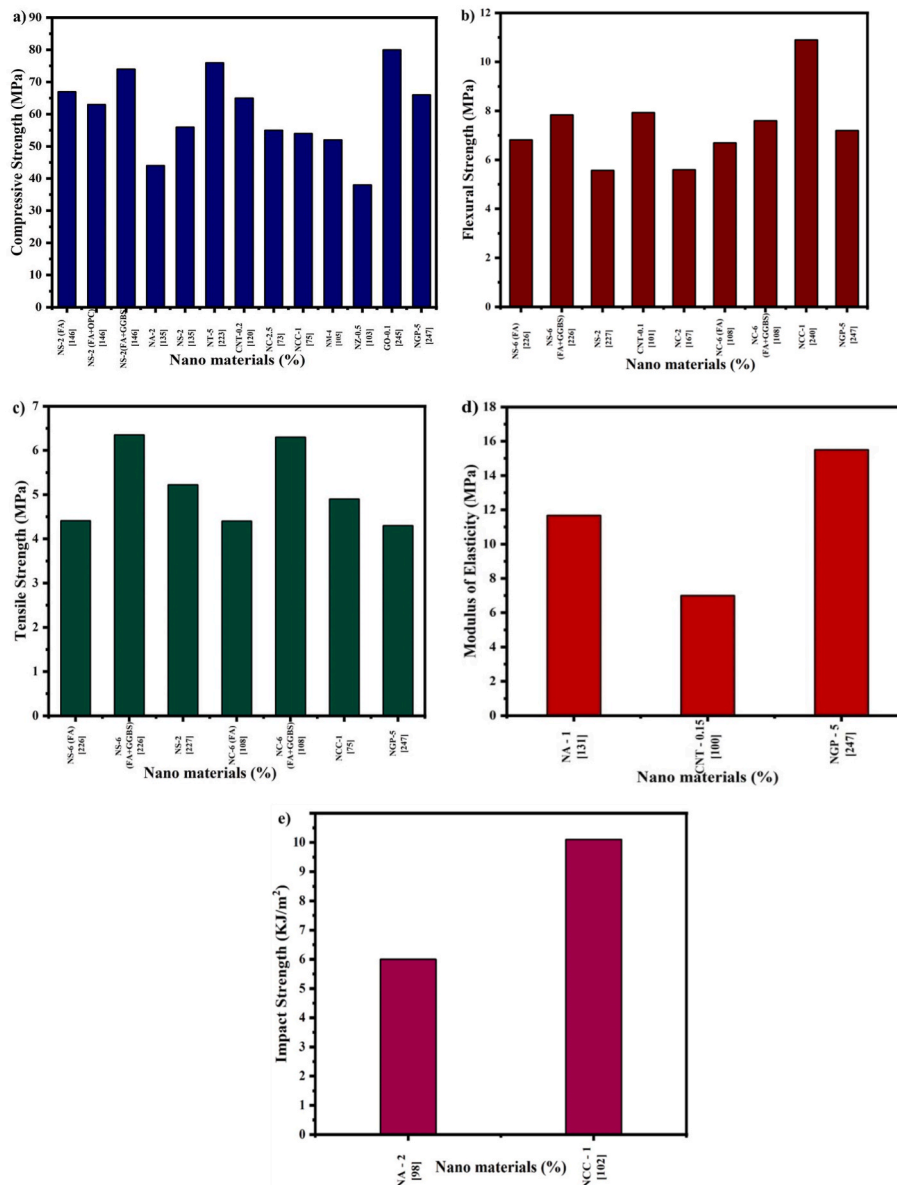 a)
Compressive Strength (MPa)
90
80
70
60
50
40
30
20
10
0
NS-2 (FA)
[146]
NS-2 (FA+OPC)
[146]
NS-2(FA+GGBS)
[146]
NA-2
[135]
NS-2
[135]
NT-5
[223]
CNT-0.2
[120]
NC-2.5
[73]
NCC-1
[75]
NM-4
[105]
NZ-0.5
[103]
GO-0.1
[245]
NGP-5
[247]
Nano materials (%)
b)
Flexural Strength (MPa)
12
10
8
6
4
2
0
NS-6 (FA)
[226]
NS-6
(FA+GGBS)
[226]
NS-2
[227]
CNT-0.1
[101]
NC-2
[167]
NC-6 (FA)
[108]
NC-6
(FA+GGBS)
[108]
NCC-1
[240]
NGP-5
[247]
Nano materials (%)
c)
Tensile Strength (MPa)
7
6
5
4
3
2
1
0
NS-6 (FA)
[226]
NS-6
(FA+GGBS)
[226]
NS-2
[227]
NC-6 (FA)
[108]
NC-6
(FA+GGBS)
[108]
NCC-1
[75]
NGP-5
[247]
Nano materials (%)
d)
Modulus of Elasticity (MPa)
18
16
14
12
10
8
6
4
2
0
NA - 1
[131]
CNT - 0.15
[100]
NGP - 5
[247]
Nano materials (%)
e)
Impact Strength (KJ/m²)
10
9
8
7
6
5
4
3
2
1
0
NA - 2
[98]
NCC - 1
[102]
Nano materials (%)